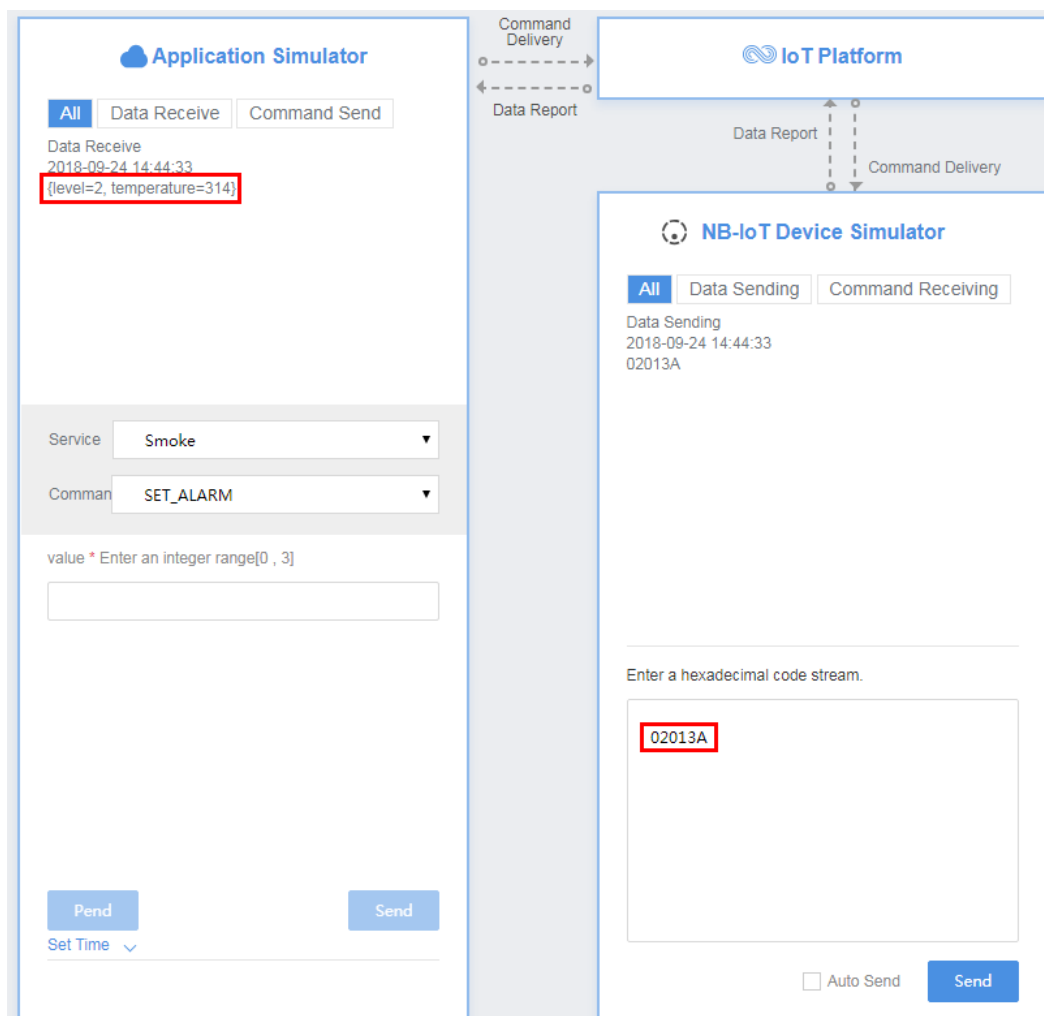 Application Simulator
All
Data Receive
Command Send
Data Receive
2018-09-24 14:44:33
{level=2, temperature=314}
Service
Smoke
Comman
SET_ALARM
value * Enter an integer range[0 , 3]
Pend
Send
Set Time
Command
Delivery
Data Report
IoT Platform
Data Report
Command Delivery
NB-IoT Device Simulator
All
Data Sending
Command Receiving
Data Sending
2018-09-24 14:44:33
02013A
Enter a hexadecimal code stream.
02013A
Auto Send
Send